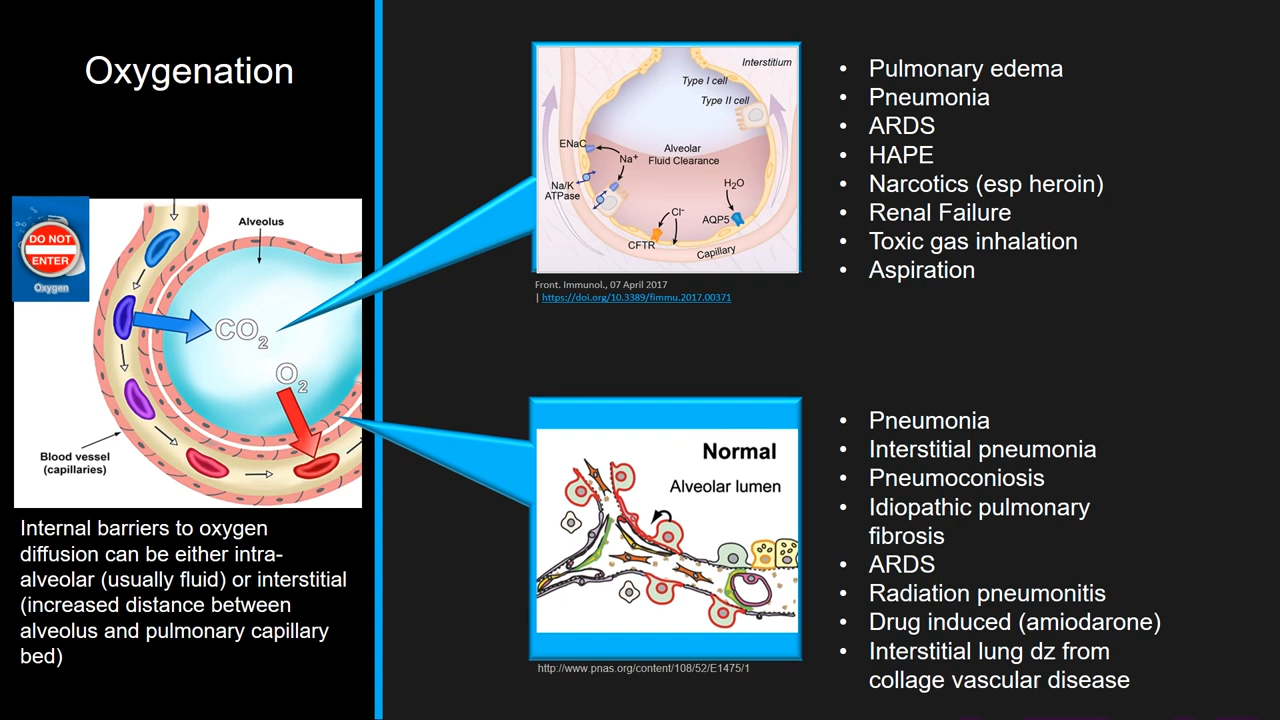 Oxygenation
DO NOT
ENTER
Oxygen
Alveolus
CO2
O2
Blood vessel
(capillaries)
Internal barriers to oxygen
diffusion can be either intra-
alveolar (usually fluid) or interstitial
(increased distance between
alveolus and pulmonary capillary
bed)
Interstitium
Type I cell
Type II cell
ENaC
Alveolar
Fluid Clearance
Na+
Na/K
ATPase
H2O
Cl-
AQP5
CFTR
Capillary
Front. Immunol., 07 April 2017
| https://doi.org/10.3389/fimmu.2017.00371
• Pulmonary edema
• Pneumonia
• ARDS
• HAPE
• Narcotics (esp heroin)
• Renal Failure
• Toxic gas inhalation
• Aspiration
Normal
Alveolar lumen
http://www.pnas.org/content/108/52/E1475/1
• Pneumonia
• Interstitial pneumonia
• Pneumoconiosis
• Idiopathic pulmonary
fibrosis
• ARDS
• Radiation pneumonitis
• Drug induced (amiodarone)
• Interstitial lung dz from
collage vascular disease